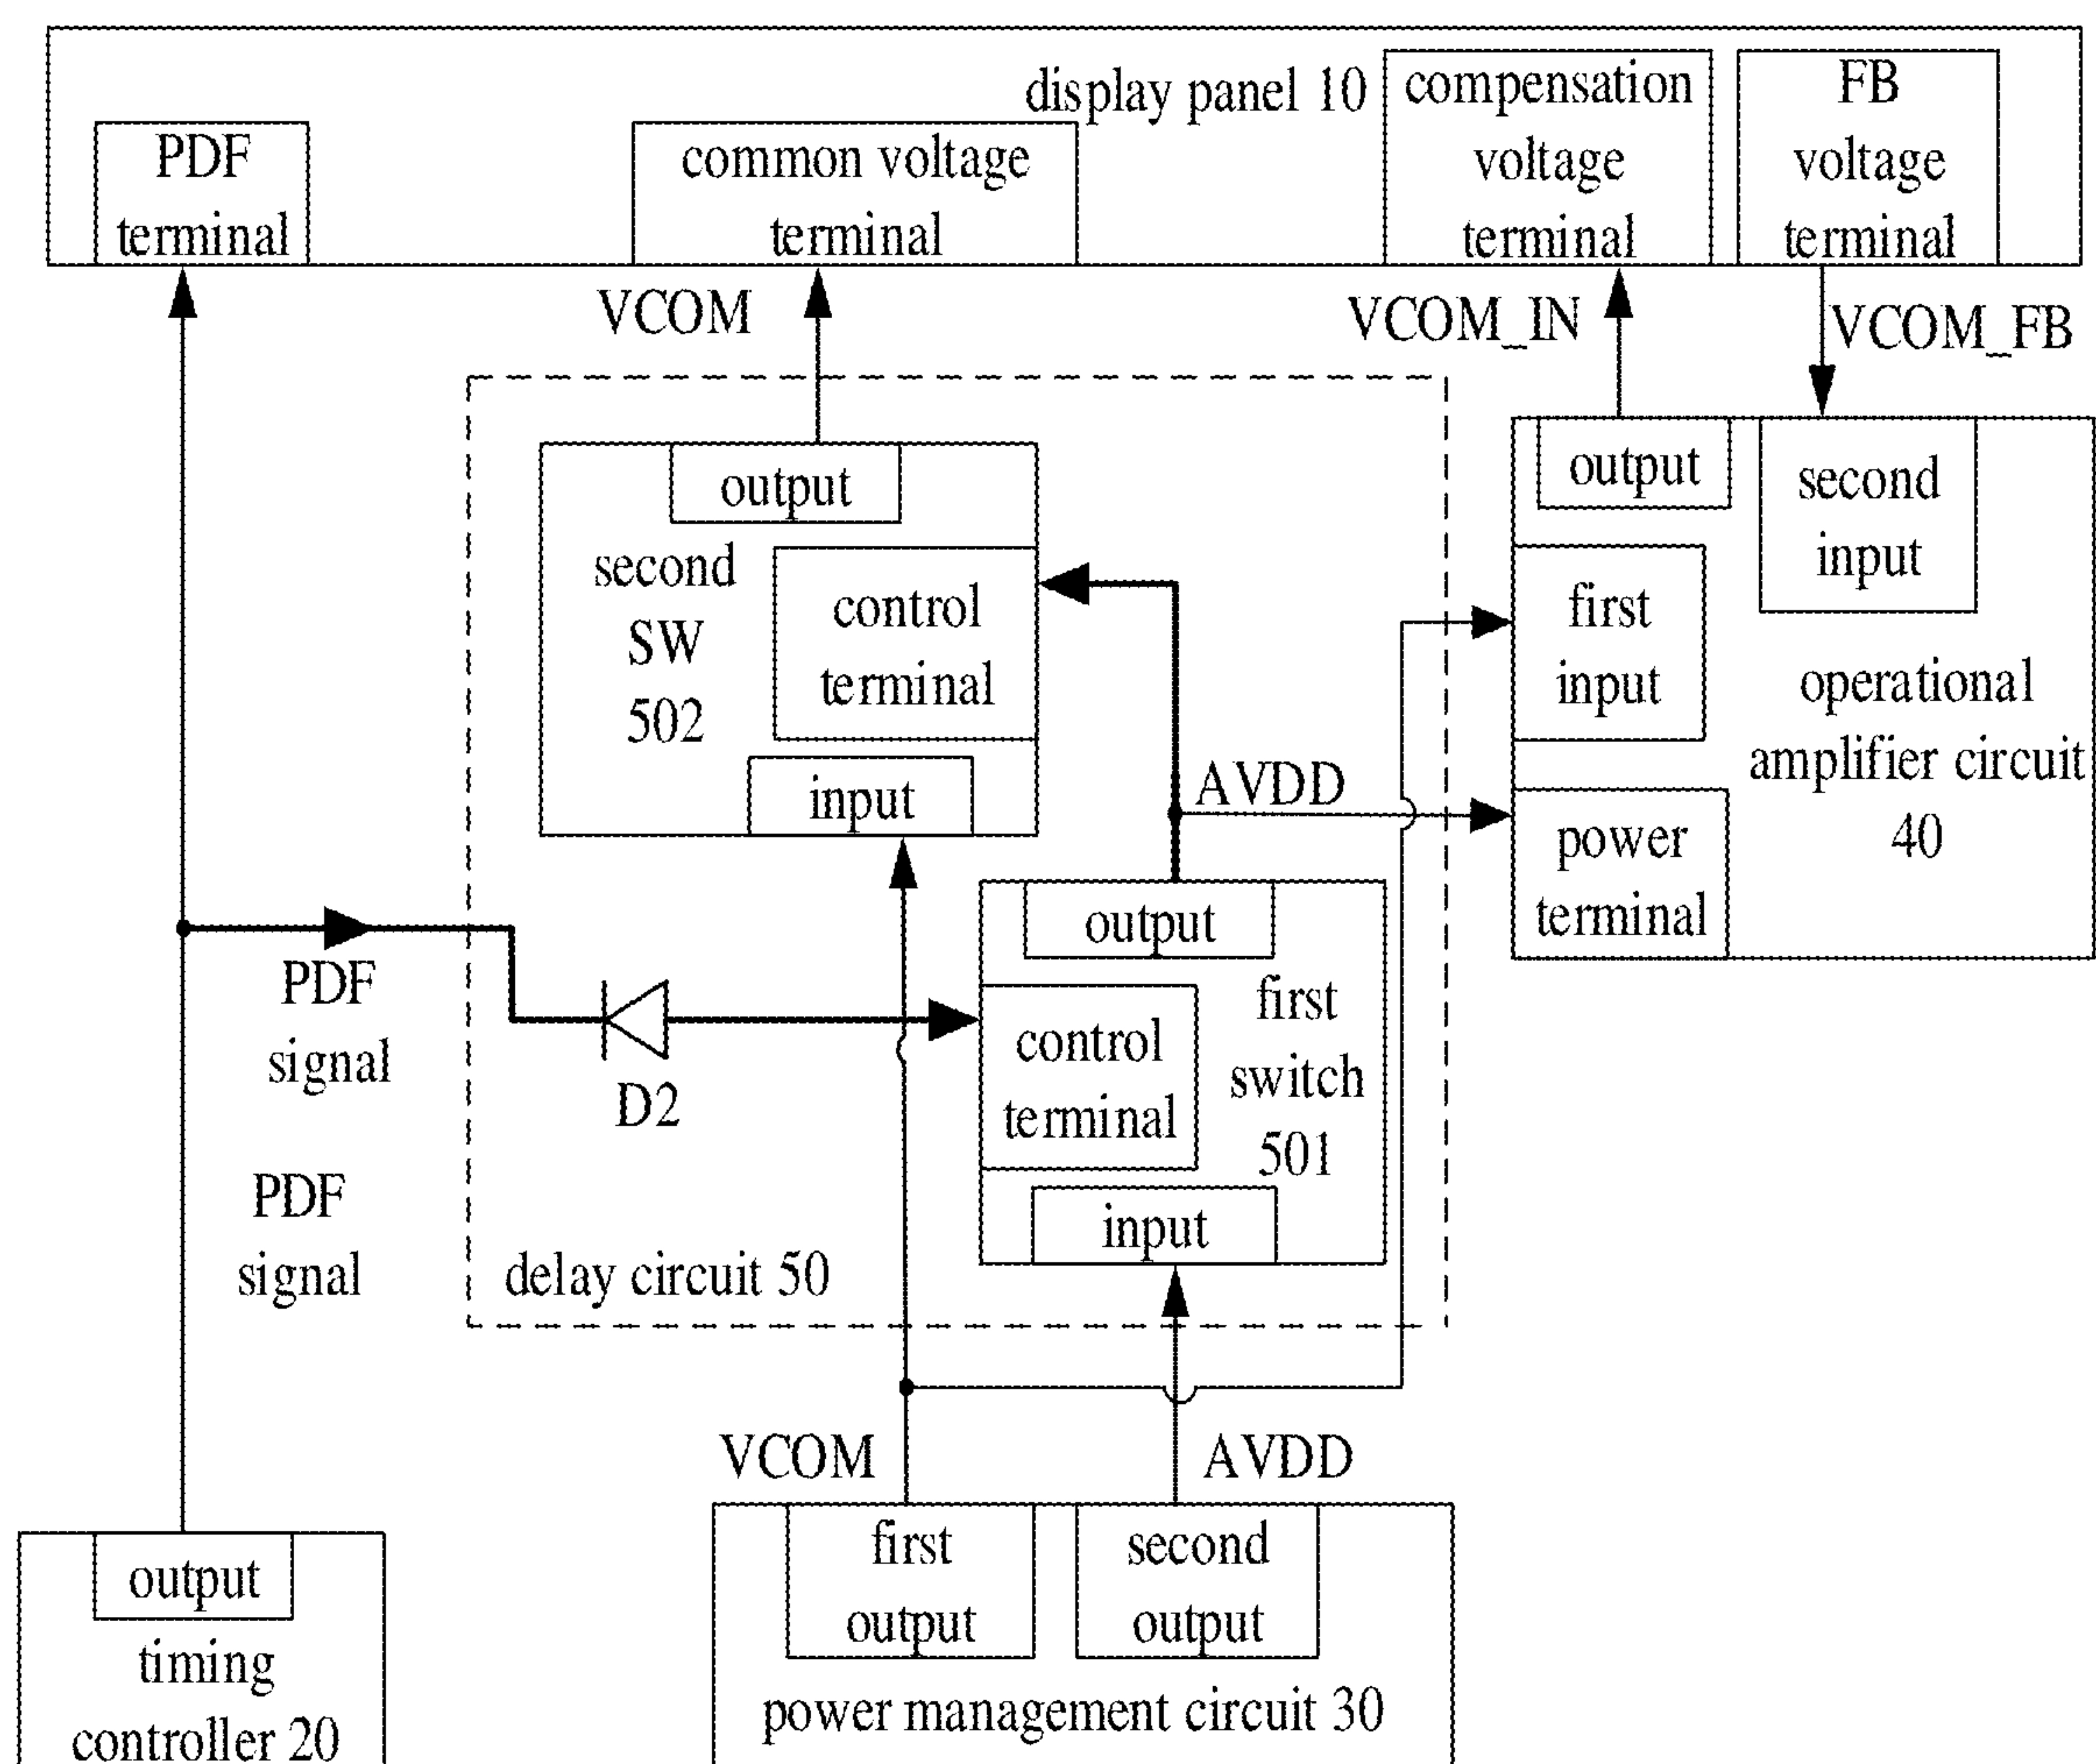 display panel 10
PDF
terminal
common voltage
terminal
compensation
voltage
terminal
FB
voltage
terminal
VCOM
VCOM_IN
VCOM_FB
output
second
SW
502
control
terminal
input
output
second
input
first
input
operational
amplifier circuit
40
power
terminal
AVDD
PDF
signal
D2
output
control
terminal
first
switch
501
input
PDF
signal
delay circuit 50
VCOM
AVDD
output
timing
controller 20
first
output
second
output
power management circuit 30